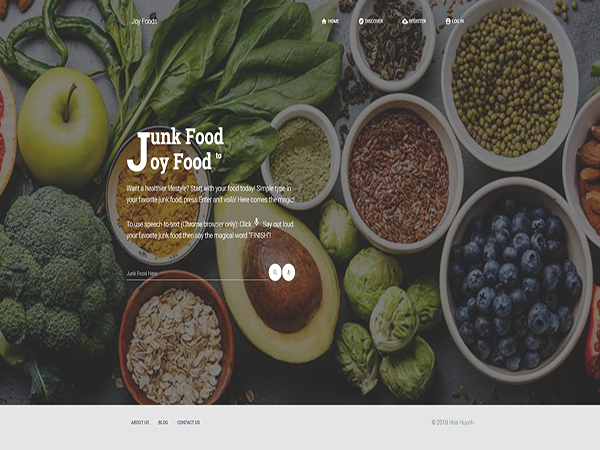 Joy Foods
HOME DISCOVER REGISTER LOG IN
Junk Food
Joy Food to
Want a healthier lifestyle? Start with your food today! Simple type in
your favorite junk food, press Enter and voilà! Here comes the magic!
To use speech-to-text (Chrome browser only): Click Say out loud
your favorite junk food then say the magical word "FINISH"!
Junk Food Here
ABOUT US BLOG CONTACT US
© 2019 Hoa Huynh